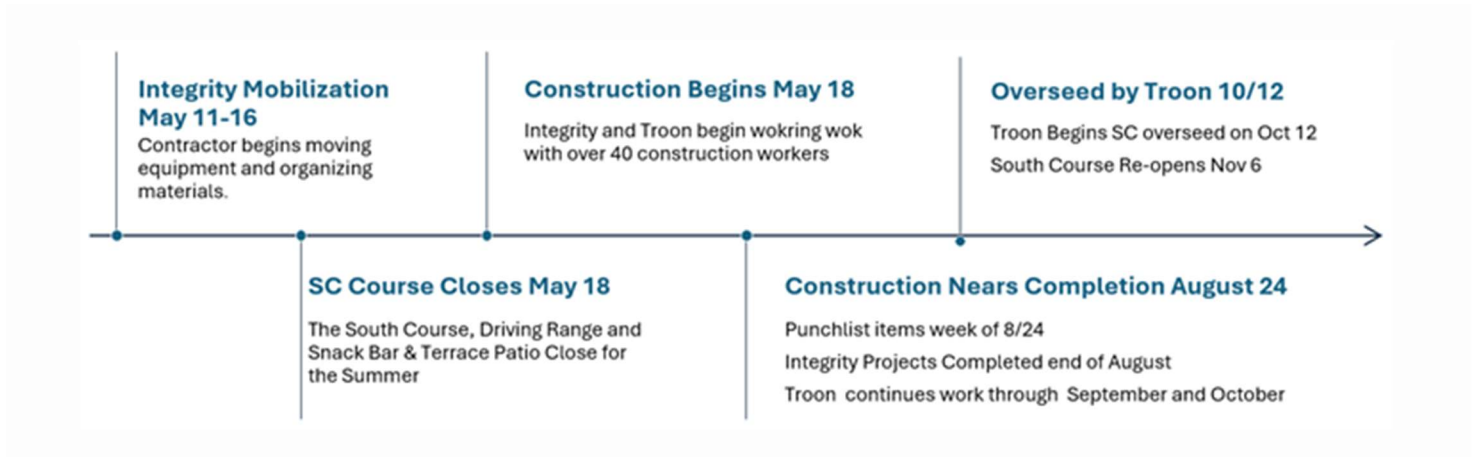 Integrity Mobilization
May 11-16
Contractor begins moving
equipment and organizing
materials.
Construction Begins May 18
Integrity and Troon begin wokring wok
with over 40 construction workers
Overseed by Troon 10/12
Troon Begins SC overseed on Oct 12
South Course Re-opens Nov 6
SC Course Closes May 18
The South Course, Driving Range and
Snack Bar & Terrace Patio Close for
the Summer
Construction Nears Completion August 24
Punchlist items week of 8/24
Integrity Projects Completed end of August
Troon continues work through September and October